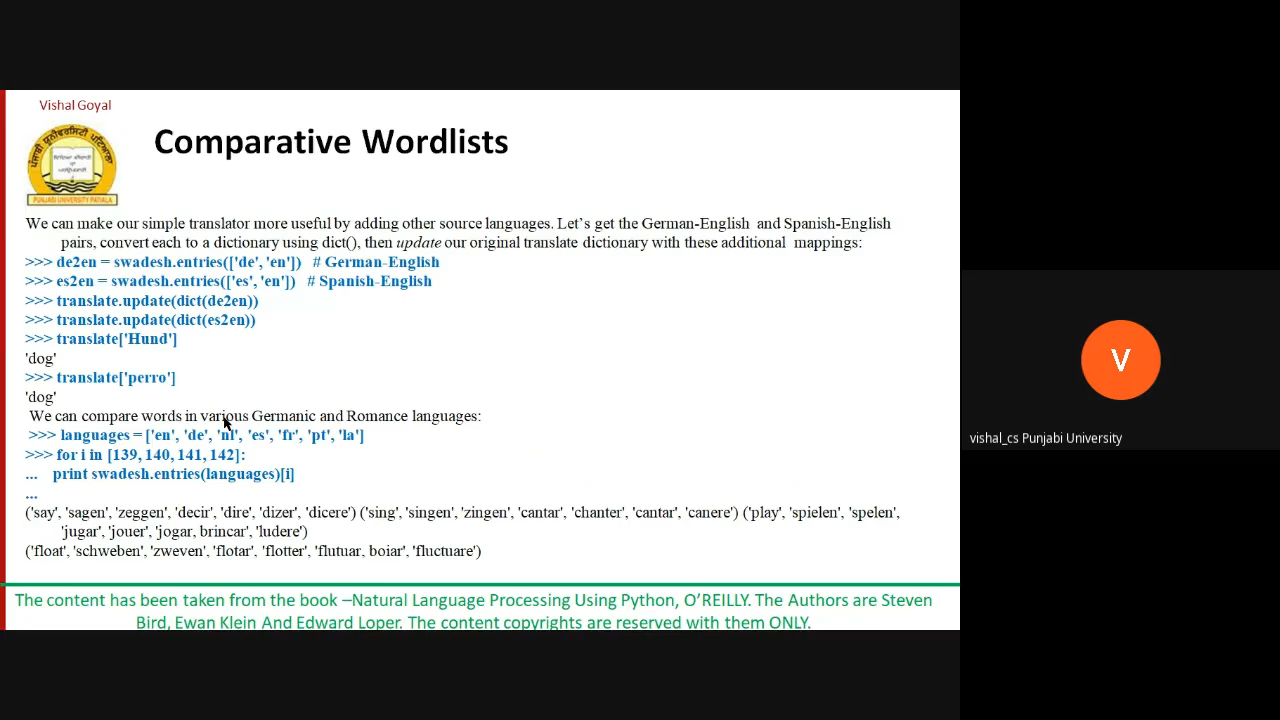 Vishal Goyal
Comparative Wordlists
ਪੰਜਾਬੀ ਯੂਨੀਵਰਸਿਟੀ ਪਟਿਆਲਾ
PUNJABI UNIVERSITY PATIALA
We can make our simple translator more useful by adding other source languages. Let’s get the German-English  and Spanish-English
pairs, convert each to a dictionary using dict(), then update our original translate dictionary with these additional  mappings:
>>> de2en = swadesh.entries(['de', 'en'])   # German-English
>>> es2en = swadesh.entries(['es', 'en'])   # Spanish-English
>>> translate.update(dict(de2en))
>>> translate.update(dict(es2en))
>>> translate['Hund']
'dog'
>>> translate['perro']
'dog'
We can compare words in various Germanic and Romance languages:
>>> languages = ['en', 'de', 'nl', 'es', 'fr', 'pt', 'la']
>>> for i in [139, 140, 141, 142]:
...    print swadesh.entries(languages)[i]
...
('say', 'sagen', 'zeggen', 'decir', 'dire', 'dizer', 'dicere') ('sing', 'singen', 'zingen', 'cantar', 'chanter', 'cantar', 'canere') ('play', 'spielen', 'spelen',
'jugar', 'jouer', 'jogar, brincar', 'ludere')
('float', 'schweben', 'zweven', 'flotar', 'flotter', 'flutuar, boiar', 'fluctuare')
The content has been taken from the book –Natural Language Processing Using Python, O’REILLY. The Authors are Steven
Bird, Ewan Klein And Edward Loper. The content copyrights are reserved with them ONLY.
V
vishal_cs Punjabi University